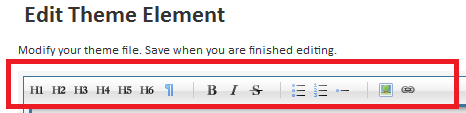 Edit Theme Element
Modify your theme file. Save when you are finished editing.
H1 H2 H3 H4 H5 H6 ¶ B I S